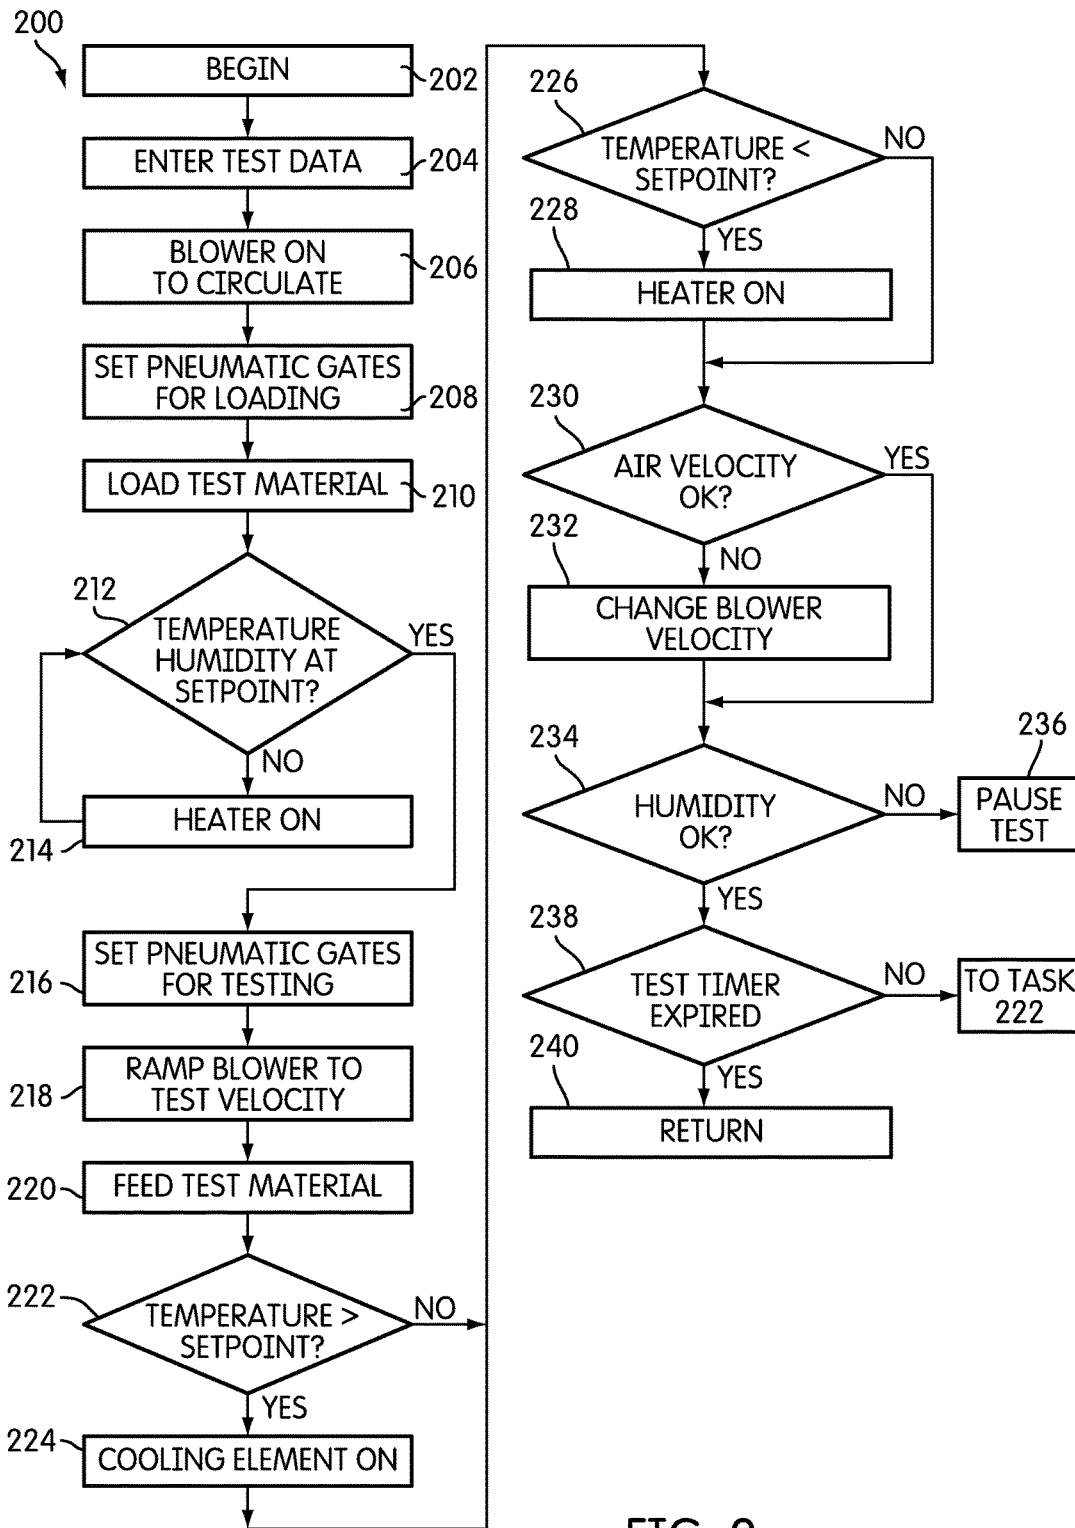 200
BEGIN
202
ENTER TEST DATA
204
BLOWER ON
TO CIRCULATE
206
SET PNEUMATIC GATES
FOR LOADING
208
LOAD TEST MATERIAL
210
212
TEMPERATURE
HUMIDITY AT
SETPOINT?
YES
NO
HEATER ON
214
SET PNEUMATIC GATES
FOR TESTING
216
RAMP BLOWER TO
TEST VELOCITY
218
FEED TEST MATERIAL
220
222
TEMPERATURE >
SETPOINT?
NO
YES
224
COOLING ELEMENT ON
226
TEMPERATURE <
SETPOINT?
NO
YES
228
HEATER ON
230
AIR VELOCITY
OK?
YES
NO
232
CHANGE BLOWER
VELOCITY
234
HUMIDITY
OK?
NO
236
PAUSE
TEST
YES
238
TEST TIMER
EXPIRED
NO
TO TASK
222
YES
240
RETURN